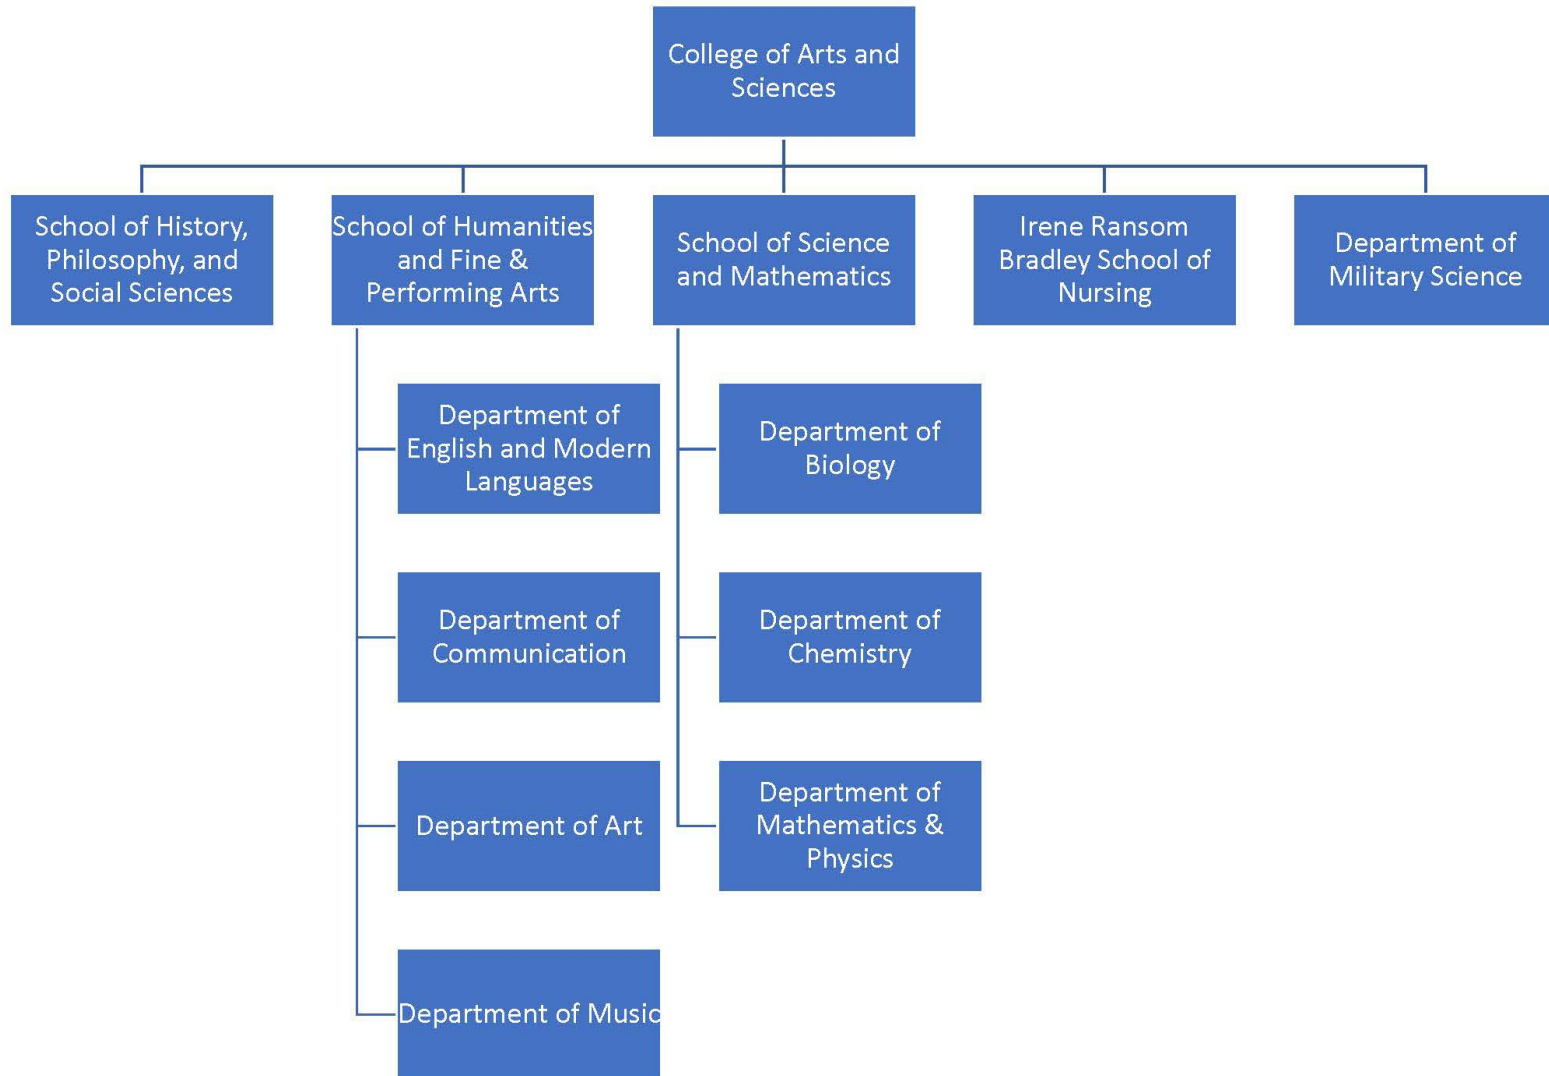 College of Arts and
Sciences
School of History,
Philosophy, and
Social Sciences
School of Humanities
and Fine &
Performing Arts
School of Science
and Mathematics
Irene Ransom
Bradley School of
Nursing
Department of
Military Science
Department of
English and Modern
Languages
Department of
Communication
Department of Art
Department of Music
Department of
Biology
Department of
Chemistry
Department of
Mathematics &
Physics